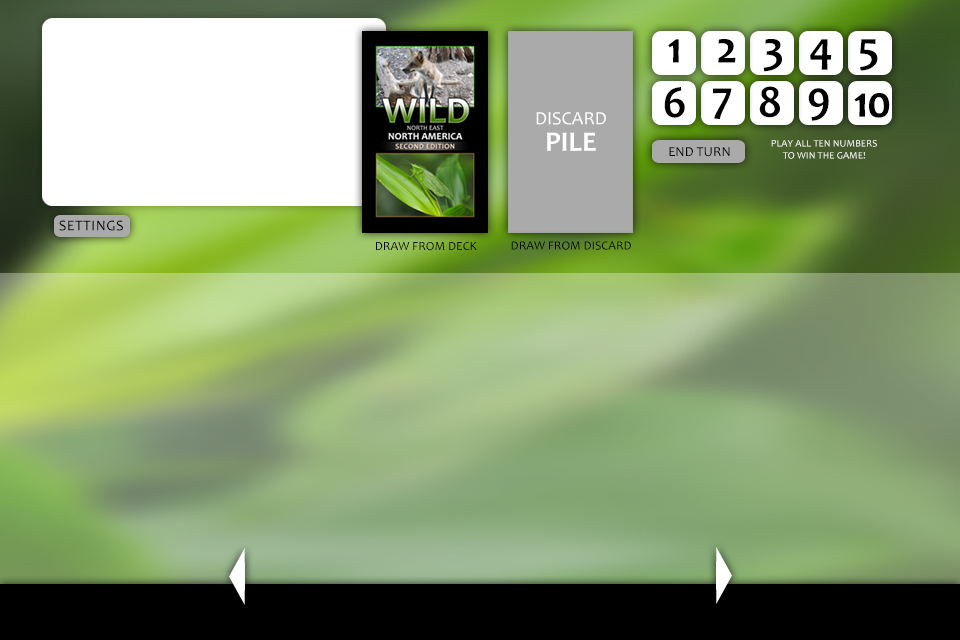 WILD
NORTH EAST
NORTH AMERICA
SECOND EDITION
DISCARD
PILE
1 2 3 4 5
6 7 8 9 10
END TURN
PLAY ALL TEN NUMBERS
TO WIN THE GAME!
SETTINGS
DRAW FROM DECK
DRAW FROM DISCARD